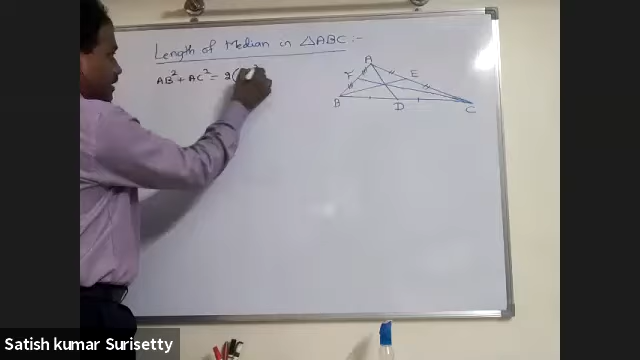 Length of Median in △ABC:-
AB² + AC² = 2(
A
F
E
B
D
C
Satish kumar Surisetty